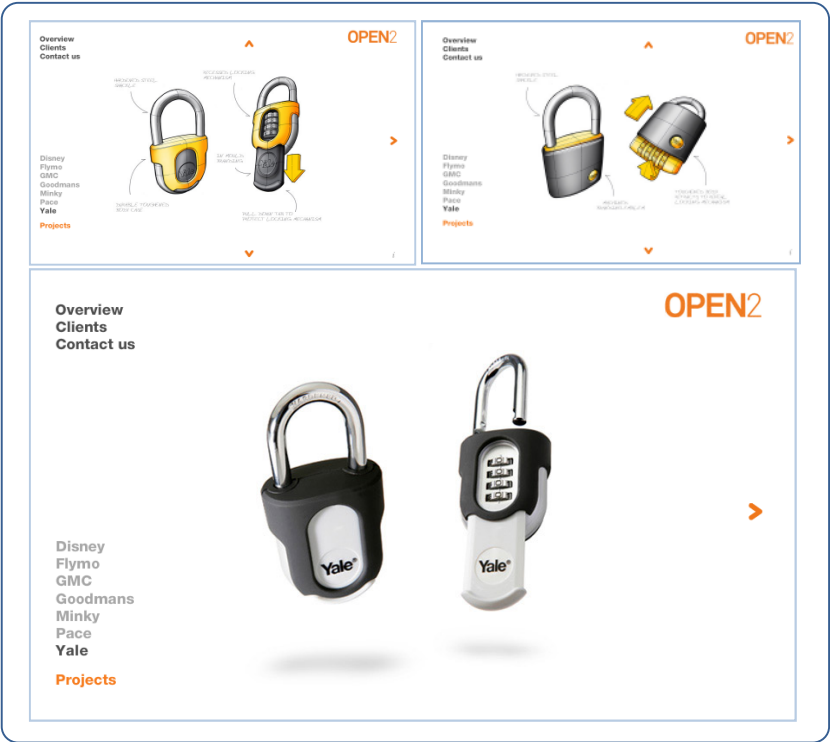 Overview
Clients
Contact us
OPEN2
Disney
Flymo
GMC
Goodmans
Minky
Pace
Yale
Projects
i
Overview
Clients
Contact us
OPEN2
Disney
Flymo
GMC
Goodmans
Minky
Pace
Yale
Projects
i
Overview
Clients
Contact us
OPEN2
Yale®
Yale®
Disney
Flymo
GMC
Goodmans
Minky
Pace
Yale
Projects